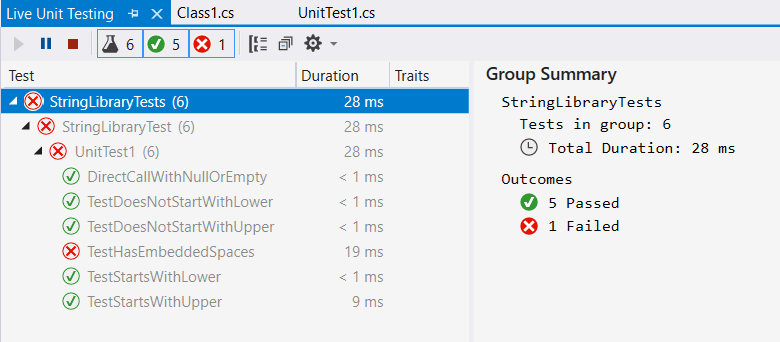 Live Unit Testing Class1.cs UnitTest1.cs
6 5 1
Test Duration Traits
StringLibraryTests (6) 28 ms
StringLibraryTest (6) 28 ms
UnitTest1 (6) 28 ms
DirectCallWithNullOrEmpty < 1 ms
TestDoesNotStartWithLower < 1 ms
TestDoesNotStartWithUpper < 1 ms
TestHasEmbeddedSpaces 19 ms
TestStartsWithLower < 1 ms
TestStartsWithUpper 9 ms
Group Summary
StringLibraryTests
Tests in group: 6
Total Duration: 28 ms
Outcomes
5 Passed
1 Failed